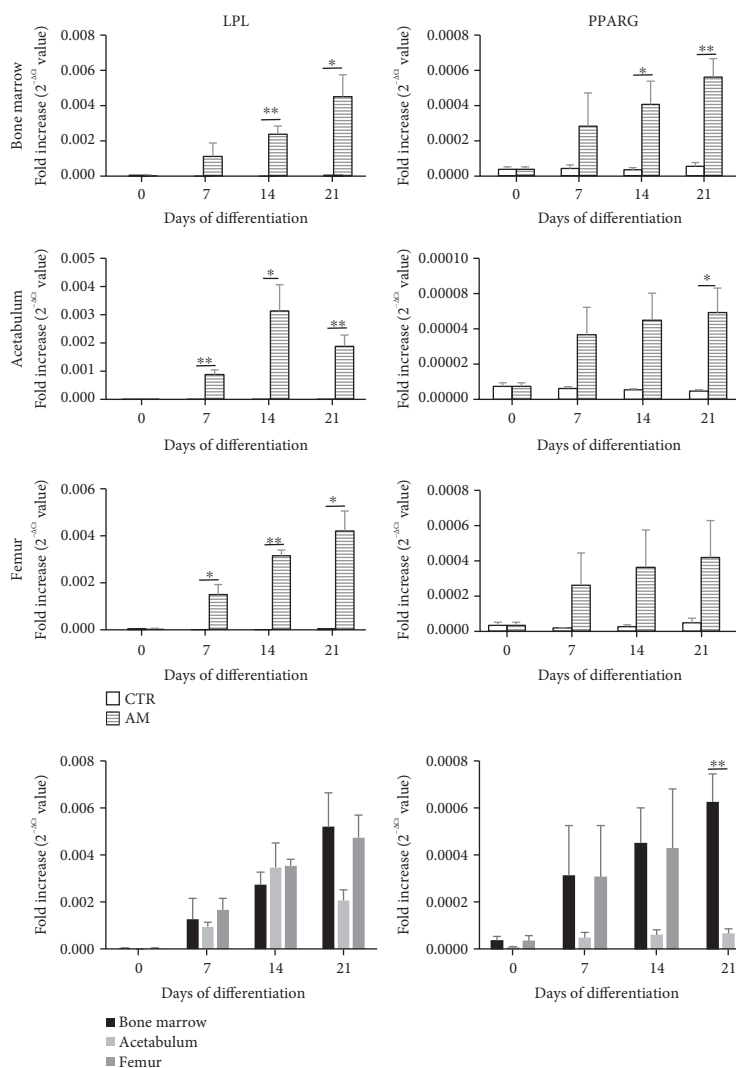 LPL
Bone marrow
Fold increase (2^-ΔCt value)
0.008
0.006
0.004
0.002
0.000
**
*
0 7 14 21
Days of differentiation
PPARG
Fold increase (2^-ΔCt value)
0.0008
0.0006
0.0004
0.0002
0.0000
*
**
0 7 14 21
Days of differentiation
Acetabulum
Fold increase (2^-ΔCt value)
0.005
0.004
0.003
0.002
0.001
0.000
**
*
**
0 7 14 21
Days of differentiation
Fold increase (2^-ΔCt value)
0.00010
0.00008
0.00004
0.00002
0.00000
*
0 7 14 21
Days of differentiation
Femur
Fold increase (2^-ΔCt value)
0.006
0.004
0.002
0.000
*
**
*
0 7 14 21
Days of differentiation
Fold increase (2^-ΔCt value)
0.0008
0.0006
0.0004
0.0002
0.0000
0 7 14 21
Days of differentiation
CTR
AM
Fold increase (2^-ΔCt value)
0.008
0.006
0.004
0.002
0.000
0 7 14 21
Days of differentiation
Fold increase (2^-ΔCt value)
0.0008
0.0006
0.0004
0.0002
0.0000
**
0 7 14 21
Days of differentiation
Bone marrow
Acetabulum
Femur